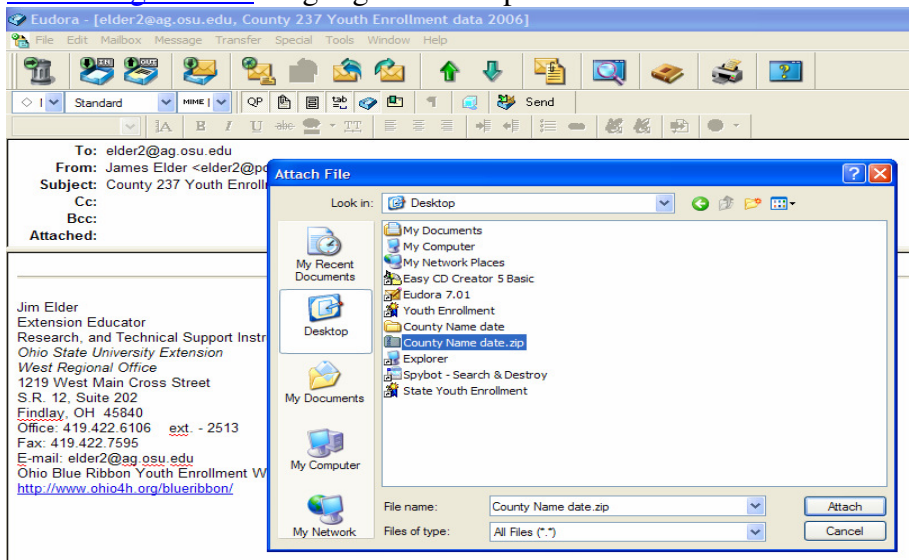 Eudora - [elder2@ag.osu.edu, County 237 Youth Enrollment data 2006]
File Edit Mailbox Message Transfer Special Tools Window Help
Standard MIME QP Send
A B I U abc TT
To: elder2@ag.osu.edu
From: James Elder <elder2@po
Subject: County 237 Youth Enrollm
Cc:
Bcc:
Attached:
Jim Elder
Extension Educator
Research, and Technical Support Instr
Ohio State University Extension
West Regional Office
1219 West Main Cross Street
S.R. 12, Suite 202
Findlay, OH 45840
Office: 419.422.6106 ext. - 2513
Fax: 419.422.7595
E-mail: elder2@ag.osu.edu
Ohio Blue Ribbon Youth Enrollment W
http://www.ohio4h.org/blueribbon/
Attach File
Look in: Desktop
My Recent Documents
Desktop
My Documents
My Computer
My Network
My Documents
My Computer
My Network Places
Easy CD Creator 5 Basic
Eudora 7.01
Youth Enrollment
County Name date
County Name date.zip
Explorer
Spybot - Search & Destroy
State Youth Enrollment
File name: County Name date.zip Attach
Files of type: All Files (*.*) Cancel